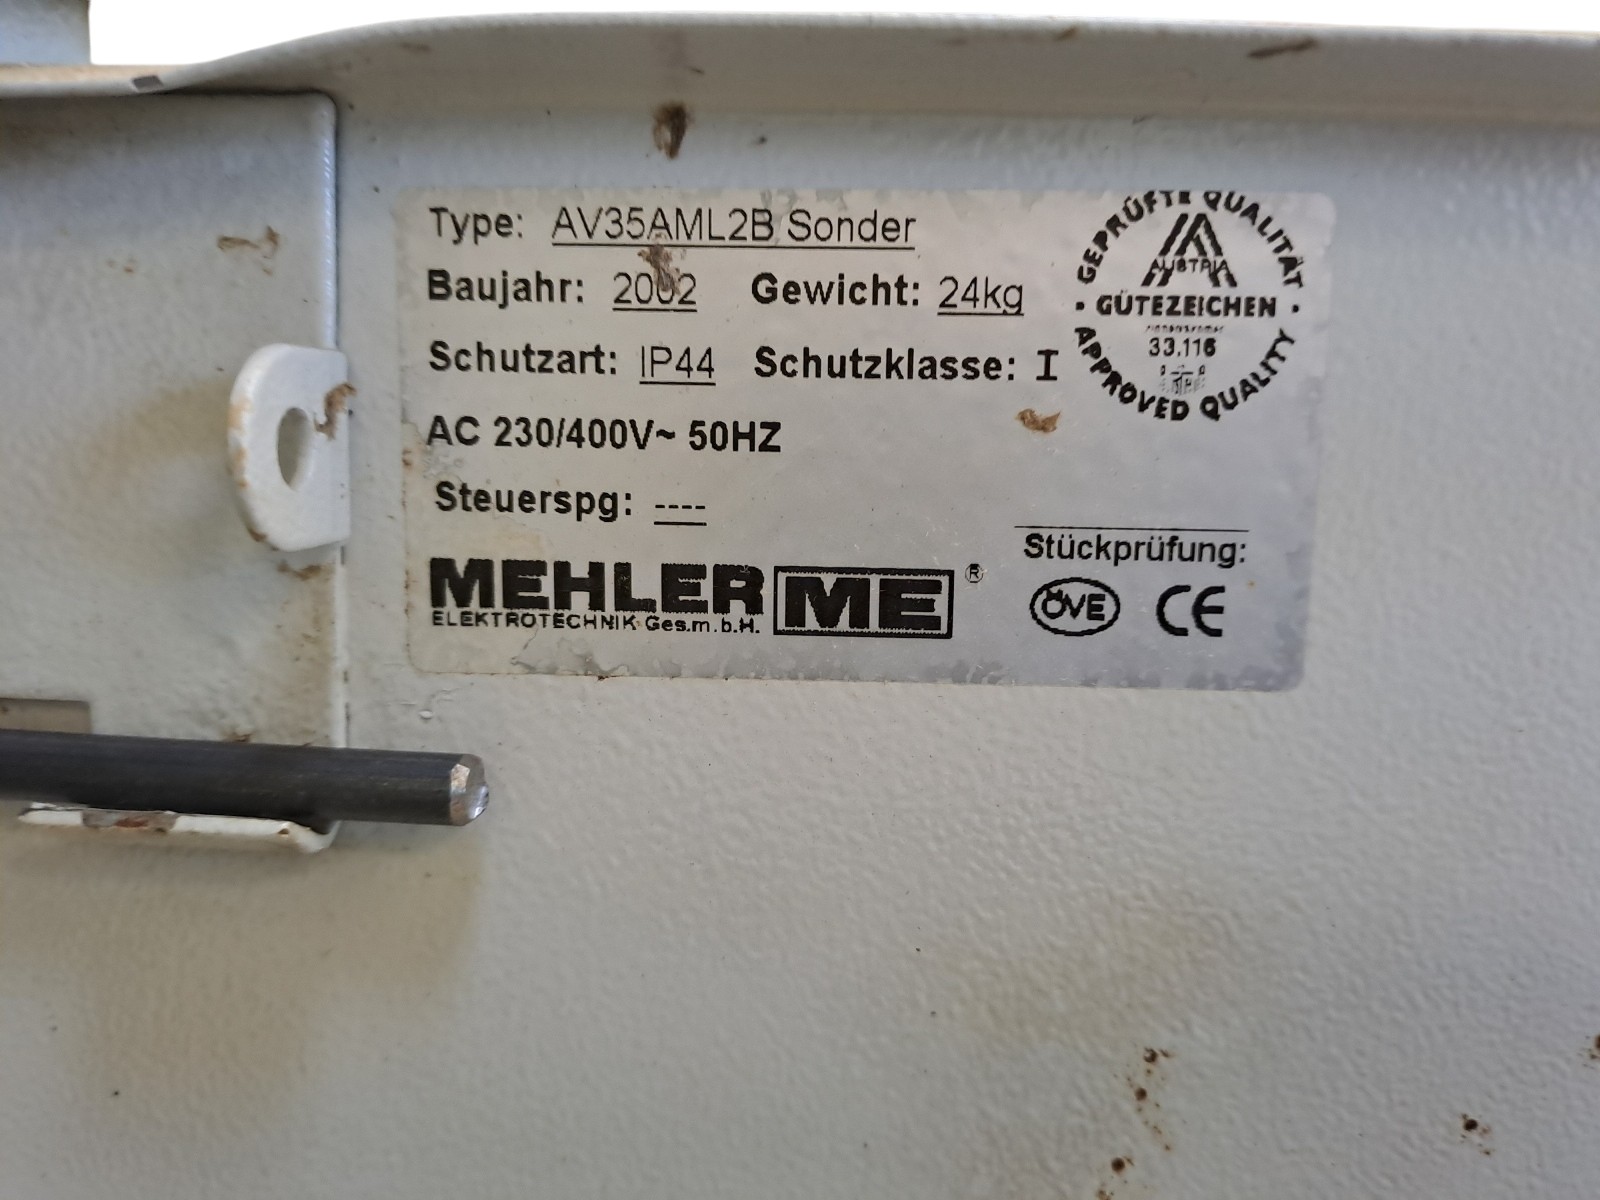 Type: AV35AML2B Sonder
Baujahr: 2002 Gewicht: 24kg
Schutzart: IP44 Schutzklasse: I
AC 230/400V~ 50HZ
Steuerspg: ----
MEHLER ME ®
ELEKTROTECHNIK Ges.m.b.H.
GEPRÜFTE QUALITÄT
AUSTRIA
· GÜTEZEICHEN ·
33.116
APPROVED QUALITY
Stückprüfung:
ÖVE CE